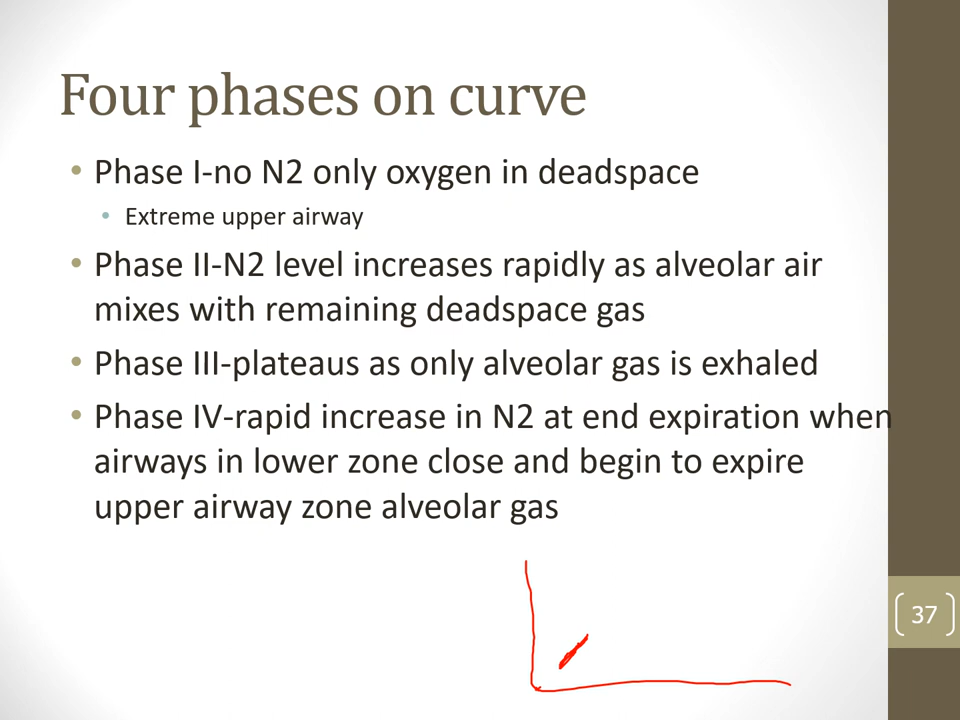 Four phases on curve
• Phase I-no N2 only oxygen in deadspace
• Extreme upper airway
• Phase II-N2 level increases rapidly as alveolar air
mixes with remaining deadspace gas
• Phase III-plateaus as only alveolar gas is exhaled
• Phase IV-rapid increase in N2 at end expiration when
airways in lower zone close and begin to expire
upper airway zone alveolar gas
37